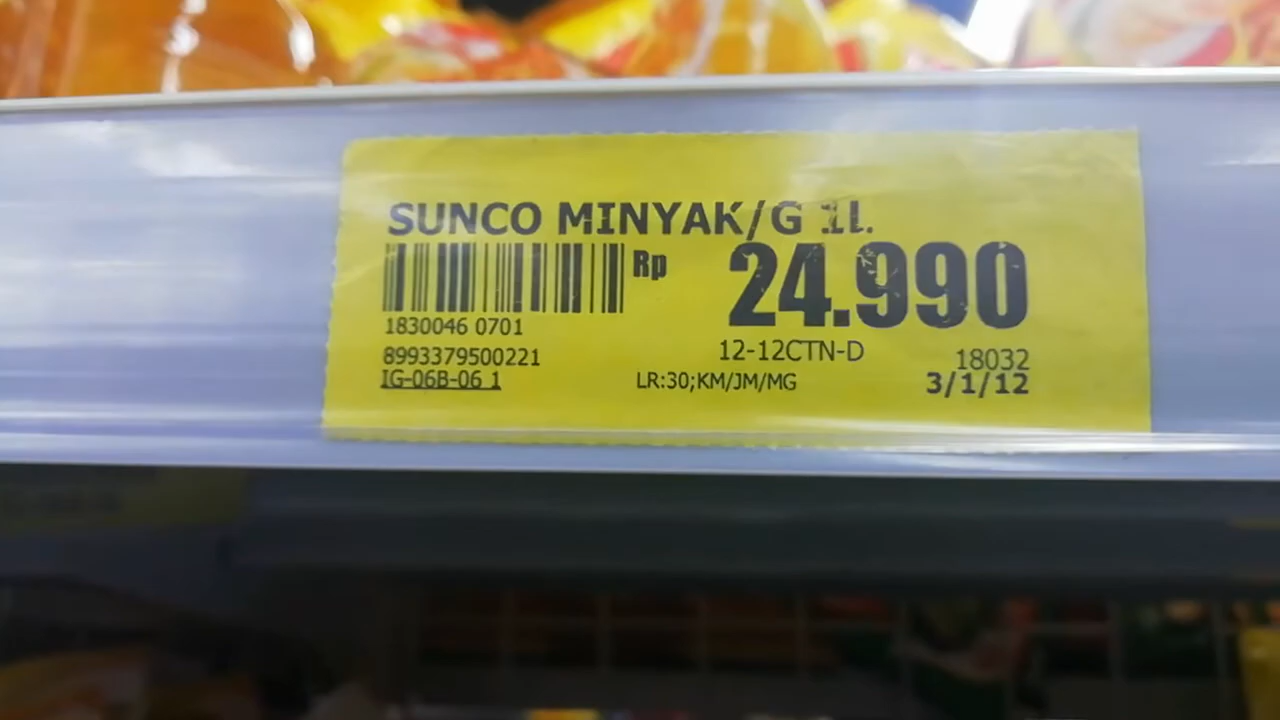 SUNCO MINYAK/G 1L
Rp 24.990
1830046 0701
8993379500221
12-12CTN-D
18032
IG-06B-06 1
LR:30;KM/JM/MG
3/1/12